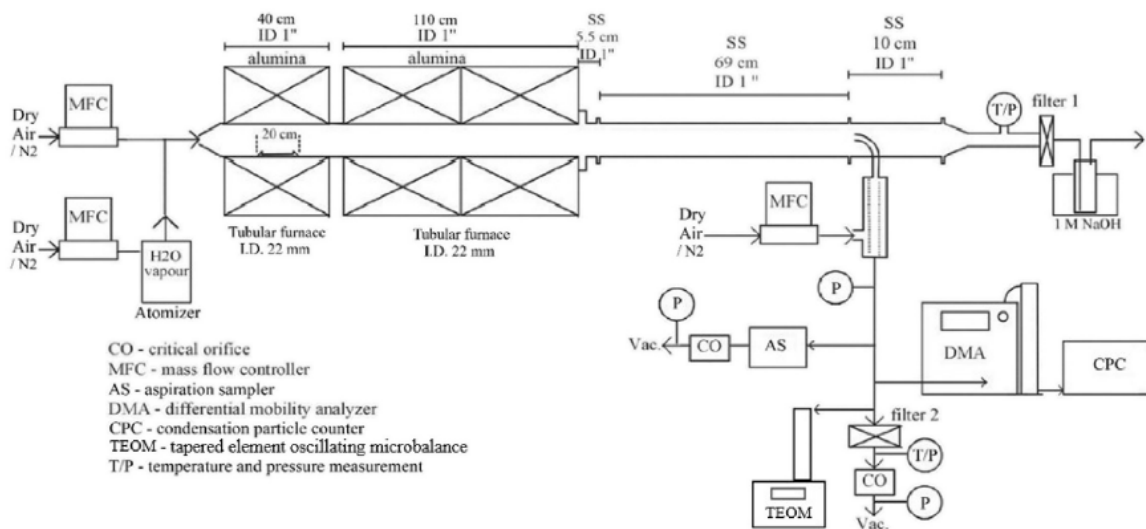 40 cm
ID 1"
alumina
110 cm
ID 1"
alumina
SS
5.5 cm
ID 1"
SS
69 cm
ID 1 "
SS
10 cm
ID 1"
MFC
Dry
Air
/ N2
20 cm
T/P
filter 1
1 M NaOH
MFC
Dry
Air
/ N2
H2O
vapour
Atomizer
Tubular furnace
I.D. 22 mm
Tubular furnace
I.D. 22 mm
MFC
Dry
Air
/ N2
P
P
Vac.
CO
AS
DMA
CPC
filter 2
T/P
CO
P
Vac.
TEOM
CO - critical orifice
MFC - mass flow controller
AS - aspiration sampler
DMA - differential mobility analyzer
CPC - condensation particle counter
TEOM - tapered element oscillating microbalance
T/P - temperature and pressure measurement